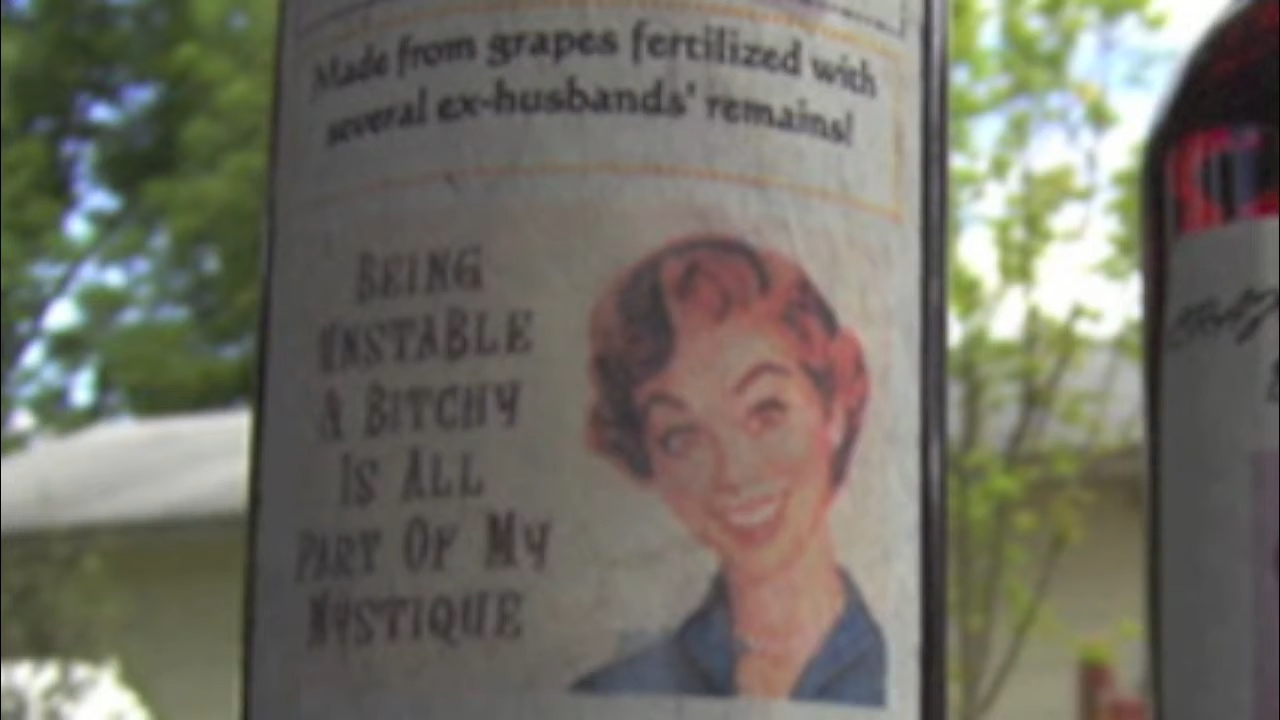 Made from grapes fertilized with
several ex-husbands' remains!
BEING
UNSTABLE
& BITCHY
IS ALL
PART OF MY
MYSTIQUE